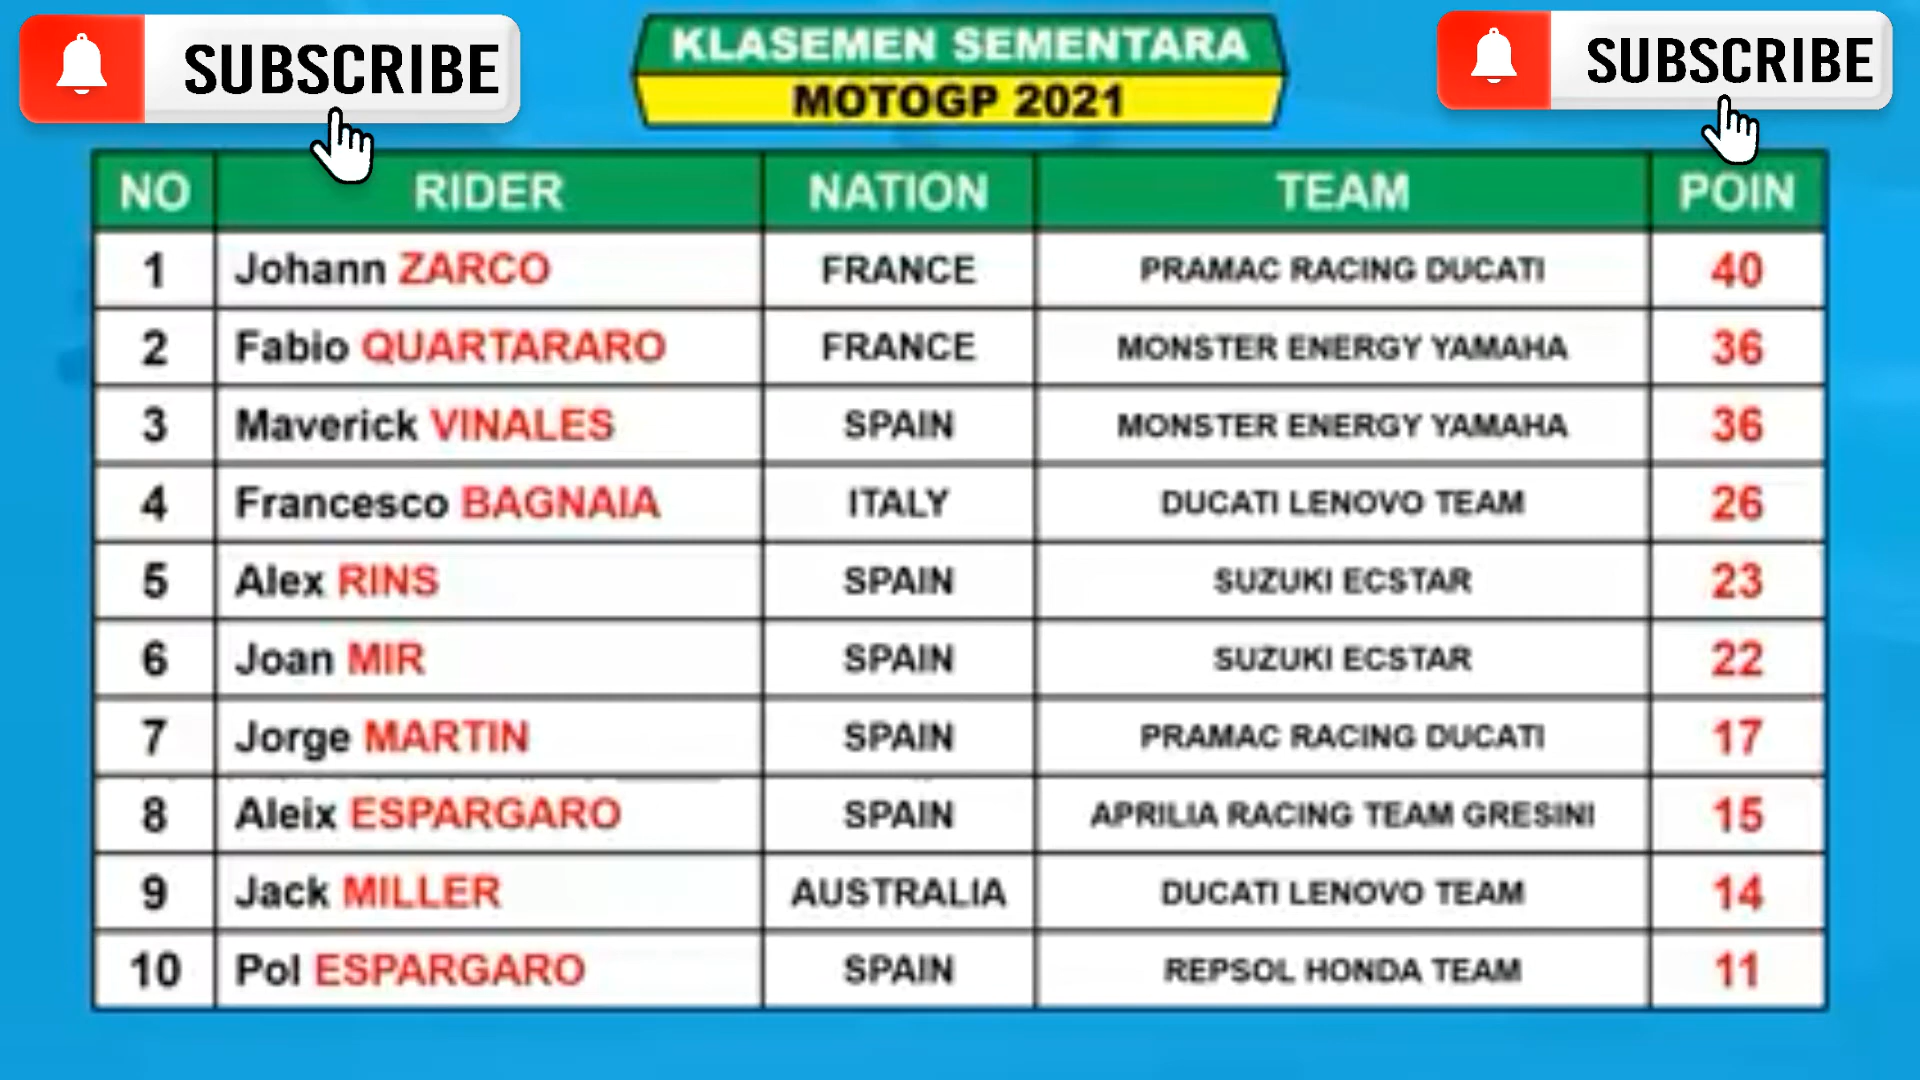 SUBSCRIBE
KLASEMEN SEMENTARA
MOTOGP 2021
SUBSCRIBE
NO RIDER NATION TEAM POIN
1 Johann ZARCO FRANCE PRAMAC RACING DUCATI 40
2 Fabio QUARTARARO FRANCE MONSTER ENERGY YAMAHA 36
3 Maverick VINALES SPAIN MONSTER ENERGY YAMAHA 36
4 Francesco BAGNAIA ITALY DUCATI LENOVO TEAM 26
5 Alex RINS SPAIN SUZUKI ECSTAR 23
6 Joan MIR SPAIN SUZUKI ECSTAR 22
7 Jorge MARTIN SPAIN PRAMAC RACING DUCATI 17
8 Aleix ESPARGARO SPAIN APRILIA RACING TEAM GRESINI 15
9 Jack MILLER AUSTRALIA DUCATI LENOVO TEAM 14
10 Pol ESPARGARO SPAIN REPSOL HONDA TEAM 11